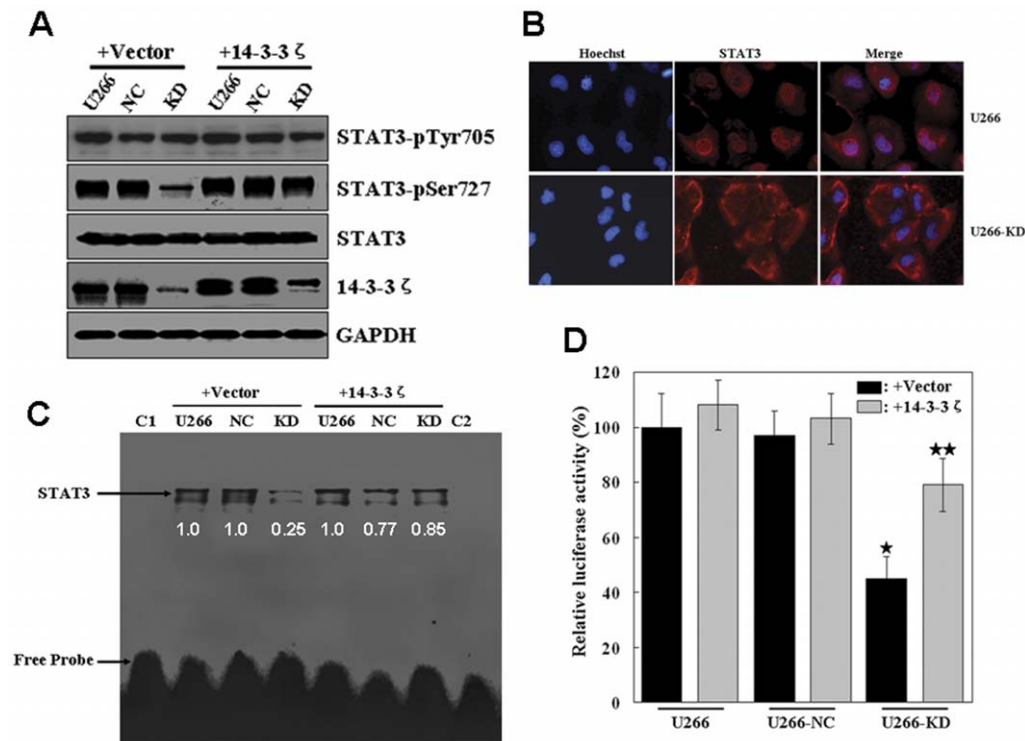 A
+Vector +14-3-3 ζ
U266 NC KD U266 NC KD
STAT3-pTyr705
STAT3-pSer727
STAT3
14-3-3 ζ
GAPDH
B
Hoechst STAT3 Merge
U266
U266-KD
C
+Vector +14-3-3 ζ
C1 U266 NC KD U266 NC KD C2
STAT3
1.0 1.0 0.25 1.0 0.77 0.85
Free Probe
D
Relative luciferase activity (%)
120
100
80
60
40
20
0
: +Vector
: +14-3-3 ζ
★
★★
U266 U266-NC U266-KD